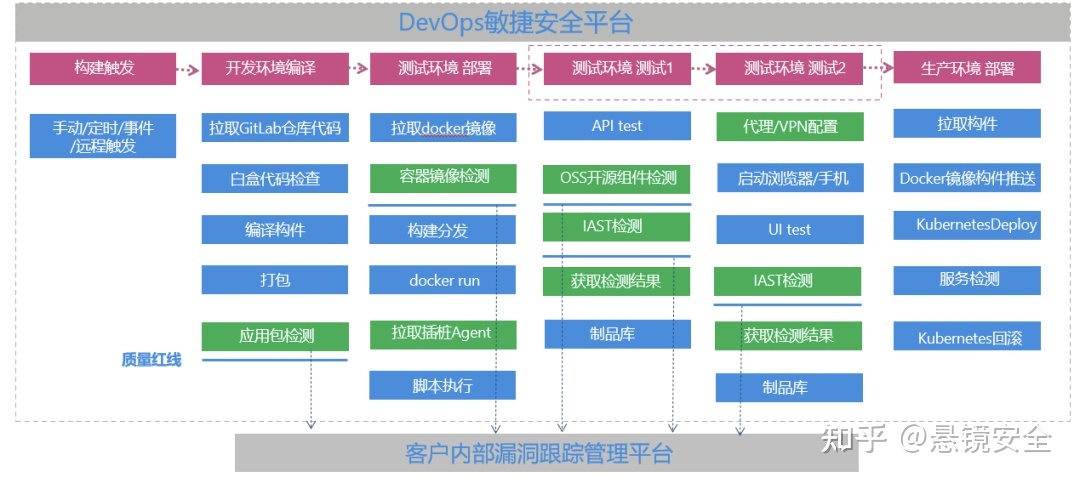 DevOps敏捷安全平台
构建触发
开发环境编译
测试环境 部署
测试环境 测试1
测试环境 测试2
生产环境 部署
手动/定时/事件
/远程触发
拉取GitLab仓库代码
白盒代码检查
编译构件
打包
应用包检测
质量红线
拉取docker镜像
容器镜像检测
构建分发
docker run
拉取插桩Agent
脚本执行
API test
OSS开源组件检测
IAST检测
获取检测结果
制品库
代理/VPN配置
启动浏览器/手机
UI test
IAST检测
获取检测结果
制品库
拉取构件
Docker镜像构件推送
KubernetesDeploy
服务检测
Kubernetes回滚
客户内部漏洞跟踪管理平台
知乎 @悬镜安全